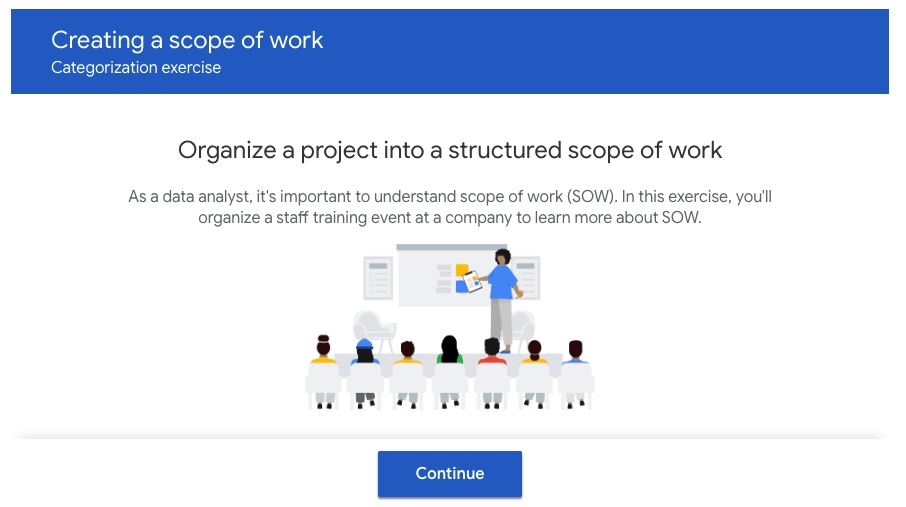 Creating a scope of work
Categorization exercise
Organize a project into a structured scope of work
As a data analyst, it's important to understand scope of work (SOW). In this exercise, you'll
organize a staff training event at a company to learn more about SOW.
Continue